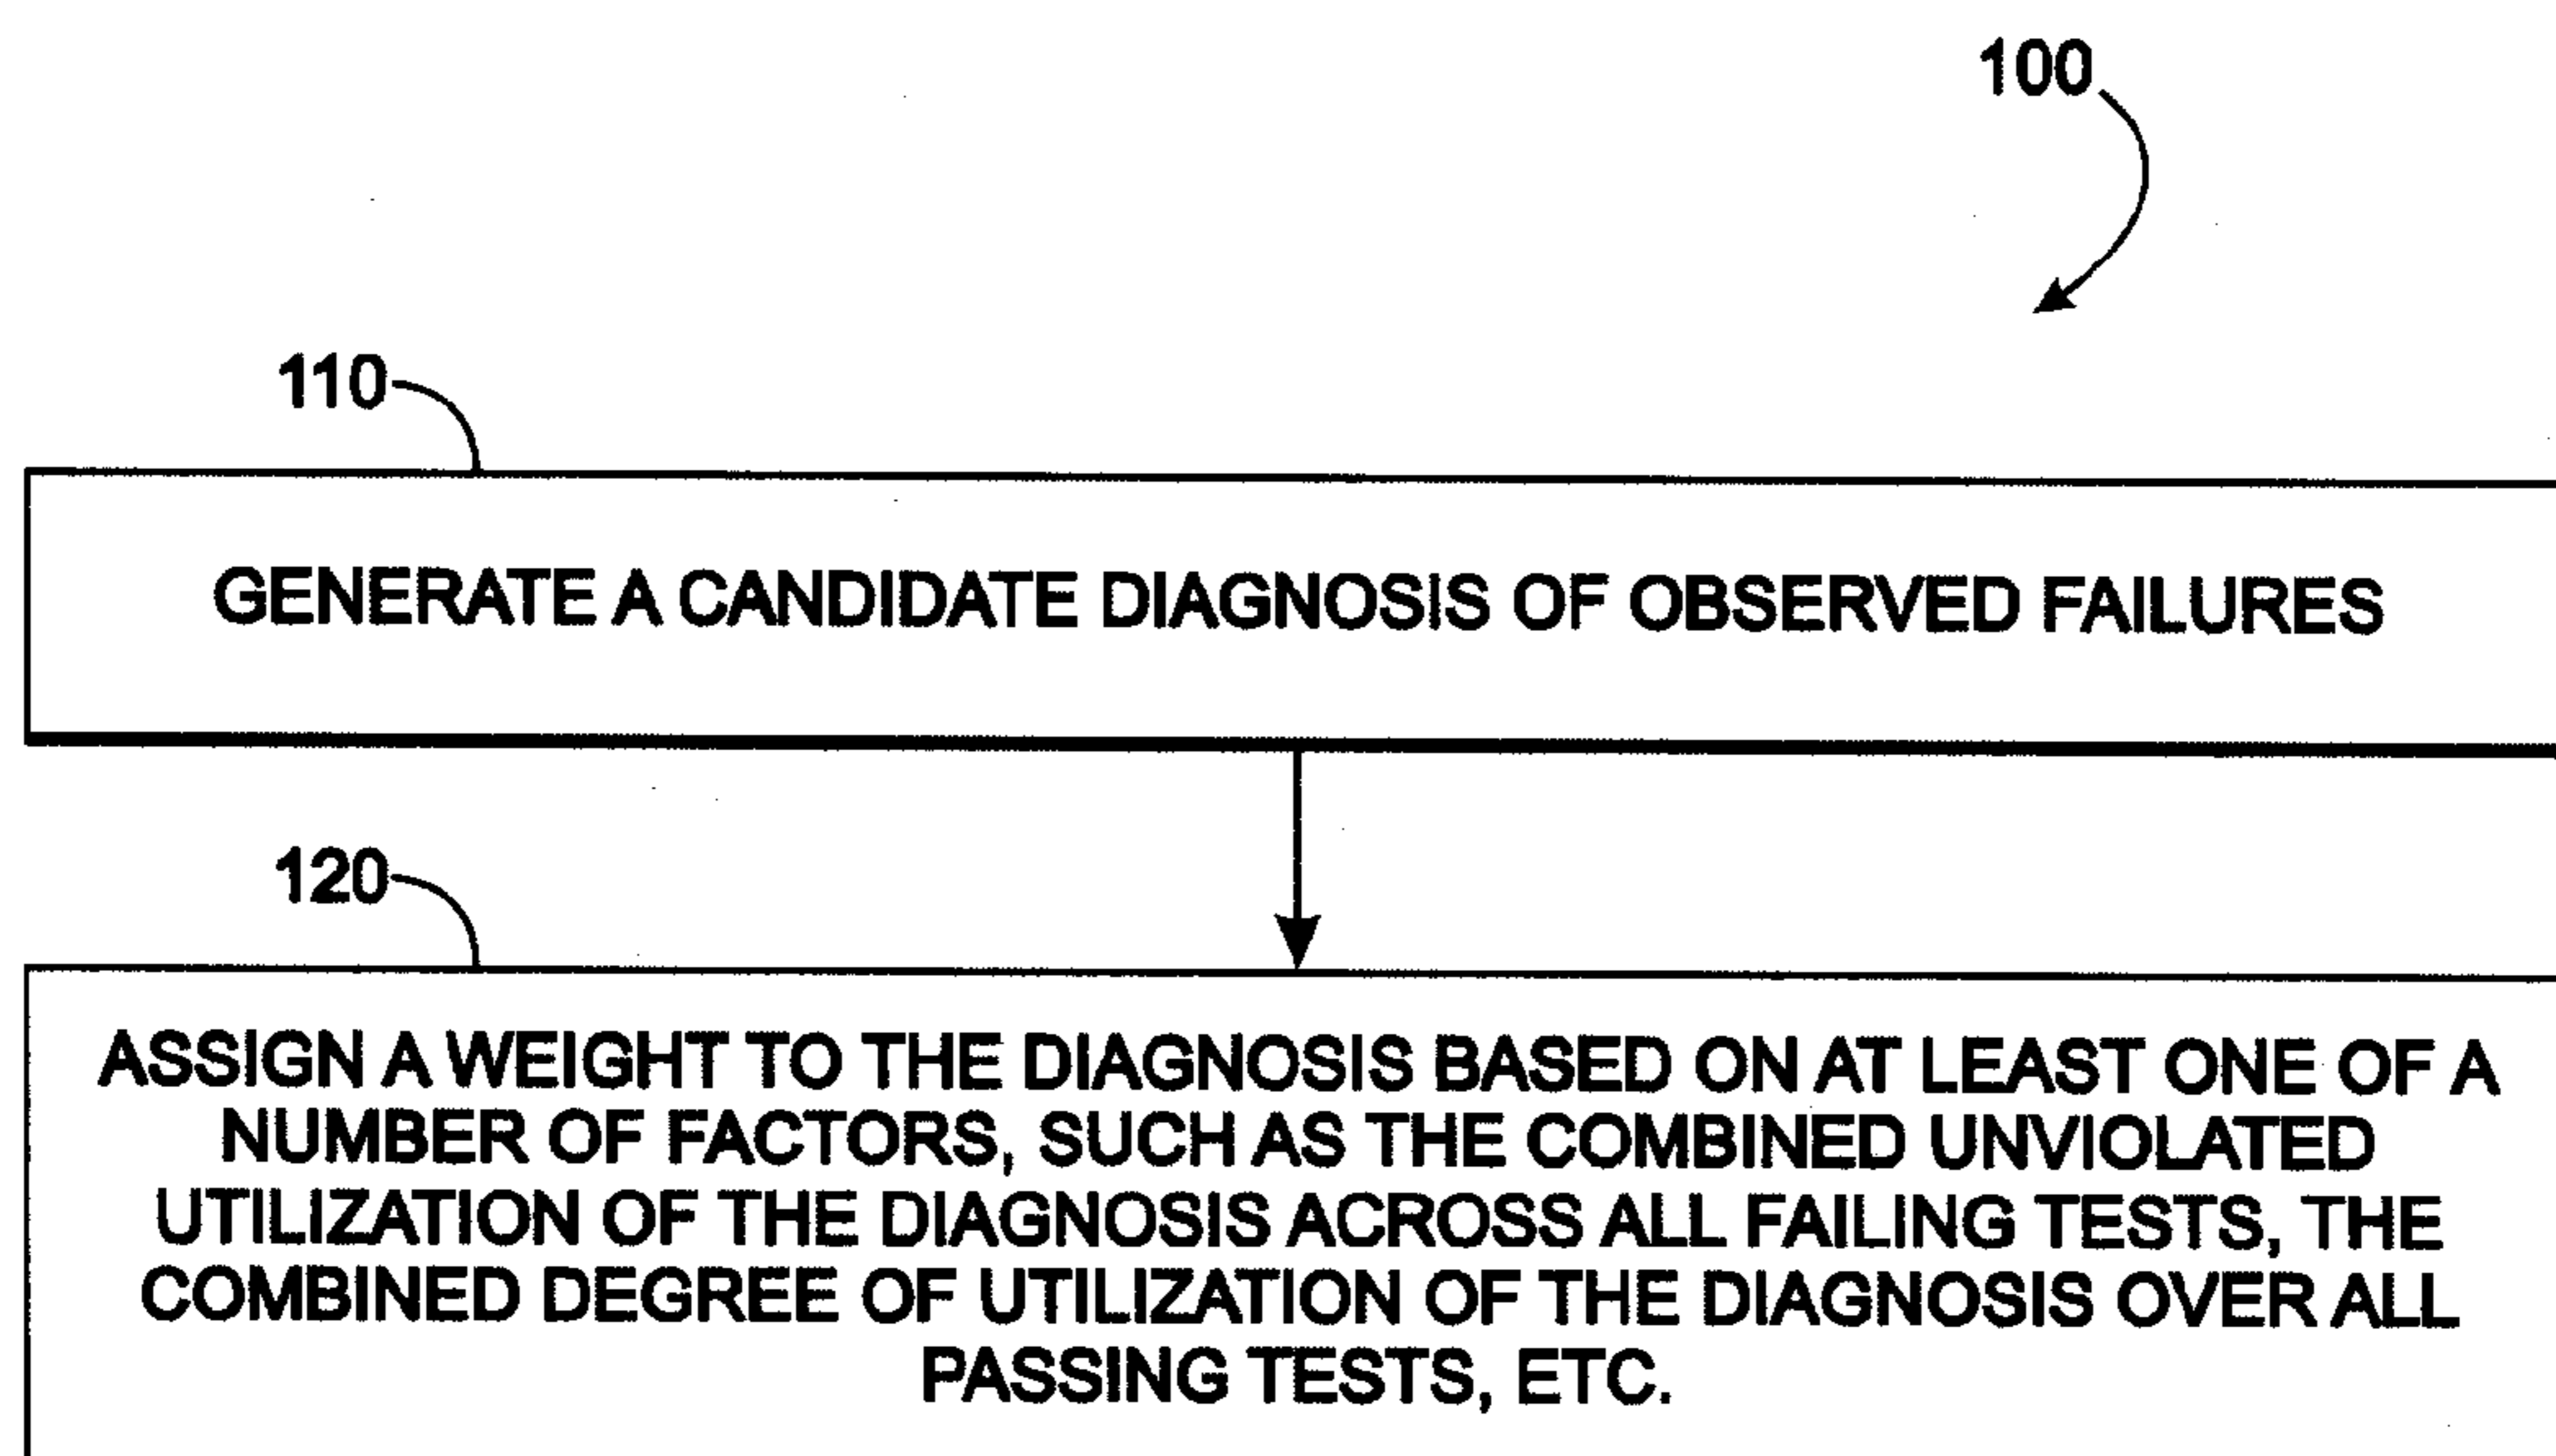 100
110
GENERATE A CANDIDATE DIAGNOSIS OF OBSERVED FAILURES
120
ASSIGN A WEIGHT TO THE DIAGNOSIS BASED ON AT LEAST ONE OF A
NUMBER OF FACTORS, SUCH AS THE COMBINED UNVIOLATED
UTILIZATION OF THE DIAGNOSIS ACROSS ALL FAILING TESTS, THE
COMBINED DEGREE OF UTILIZATION OF THE DIAGNOSIS OVER ALL
PASSING TESTS, ETC.